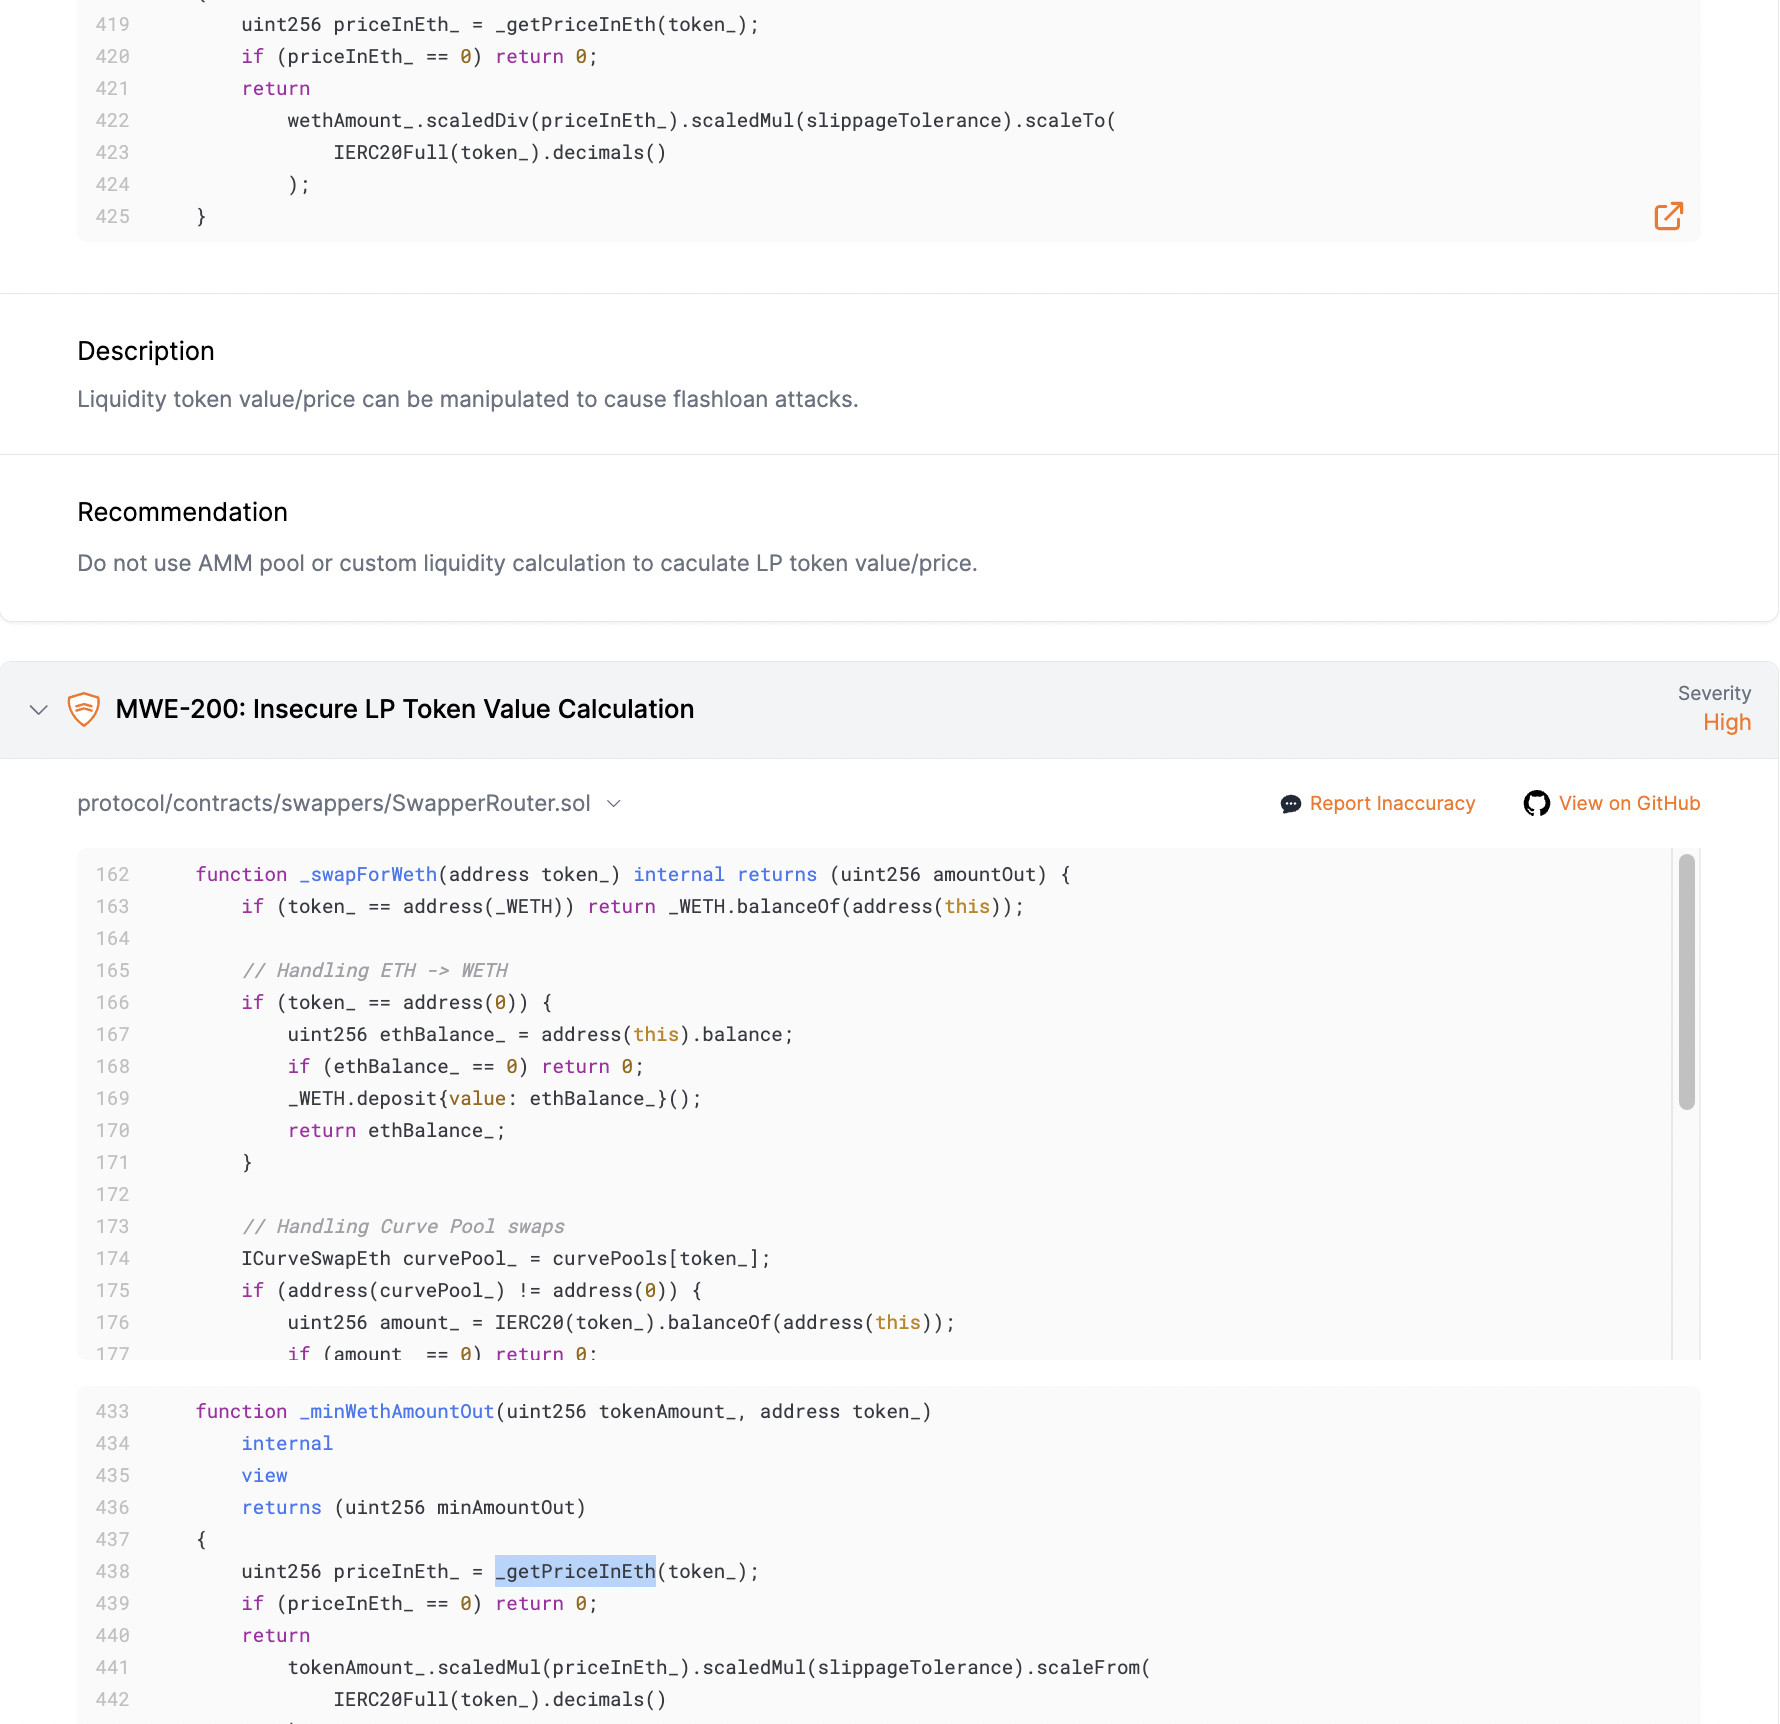 419 uint256 priceInEth_ = _getPriceInEth(token_);
420 if (priceInEth_ == 0) return 0;
421 return
422 wethAmount_.scaledDiv(priceInEth_).scaledMul(slippageTolerance).scaleTo(
423 IERC20Full(token_).decimals()
424 );
425 }
Description
Liquidity token value/price can be manipulated to cause flashloan attacks.
Recommendation
Do not use AMM pool or custom liquidity calculation to caculate LP token value/price.
MWE-200: Insecure LP Token Value Calculation
Severity
High
protocol/contracts/swappers/SwapperRouter.sol
Report Inaccuracy
View on GitHub
162 function _swapForWeth(address token_) internal returns (uint256 amountOut) {
163 if (token_ == address(_WETH)) return _WETH.balanceOf(address(this));
164
165 // Handling ETH -> WETH
166 if (token_ == address(0)) {
167 uint256 ethBalance_ = address(this).balance;
168 if (ethBalance_ == 0) return 0;
169 _WETH.deposit{value: ethBalance_}();
170 return ethBalance_;
171 }
172
173 // Handling Curve Pool swaps
174 ICurveSwapEth curvePool_ = curvePools[token_];
175 if (address(curvePool_) != address(0)) {
176 uint256 amount_ = IERC20(token_).balanceOf(address(this));
177 if (amount_ == 0) return 0;
433 function _minWethAmountOut(uint256 tokenAmount_, address token_)
434 internal
435 view
436 returns (uint256 minAmountOut)
437 {
438 uint256 priceInEth_ = _getPriceInEth(token_);
439 if (priceInEth_ == 0) return 0;
440 return
441 tokenAmount_.scaledMul(priceInEth_).scaledMul(slippageTolerance).scaleFrom(
442 IERC20Full(token_).decimals()